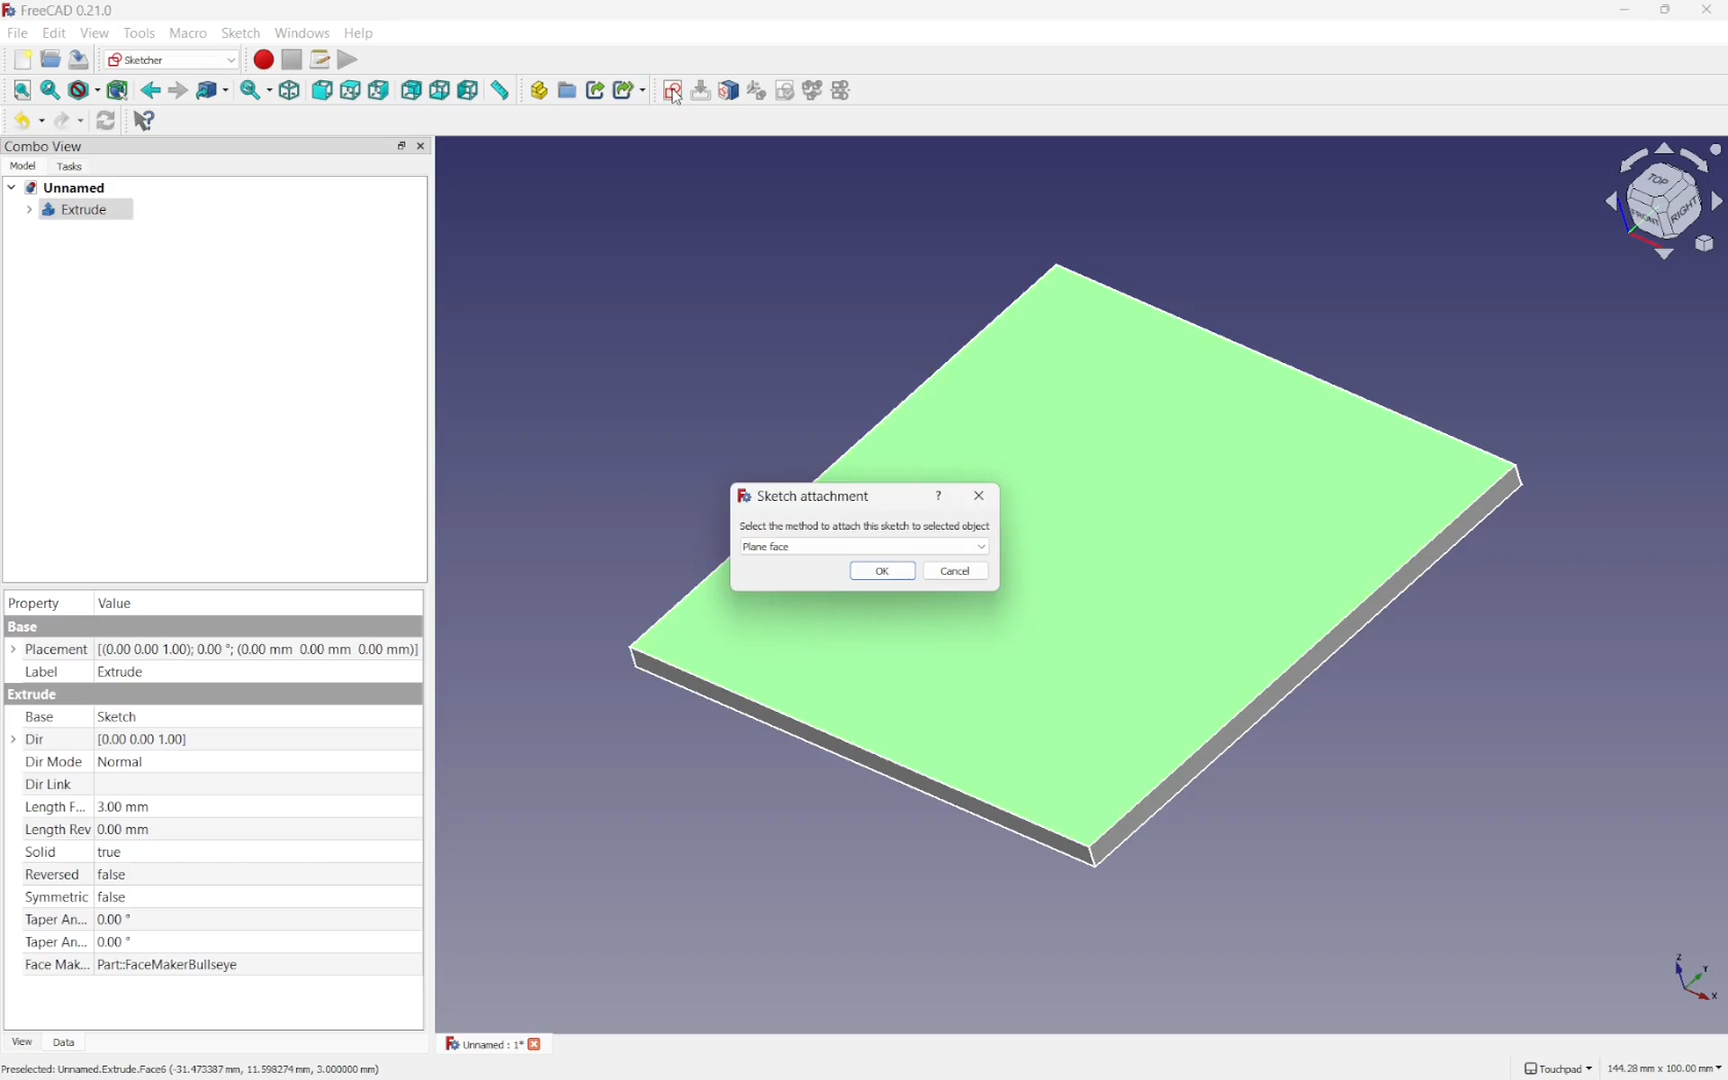 FreeCAD 0.21.0
File Edit View Tools Macro Sketch Windows Help
Sketcher
Combo View
Model Tasks
Unnamed
Extrude
TOP
FRONT
RIGHT
Sketch attachment
?
Select the method to attach this sketch to selected object
Plane face
OK Cancel
Property Value
Base
Placement [(0.00 0.00 1.00); 0.00 °; (0.00 mm 0.00 mm 0.00 mm)]
Label Extrude
Extrude
Base Sketch
Dir [0.00 0.00 1.00]
Dir Mode Normal
Dir Link
Length F... 3.00 mm
Length Rev 0.00 mm
Solid true
Reversed false
Symmetric false
Taper An... 0.00 °
Taper An... 0.00 °
Face Mak... Part::FaceMakerBullseye
Z
Y
X
View Data
Unnamed : 1*
Preselected: Unnamed.Extrude.Face6 (-31.473387 mm, 11.598274 mm, 3.000000 mm)
Touchpad
144.28 mm x 100.00 mm